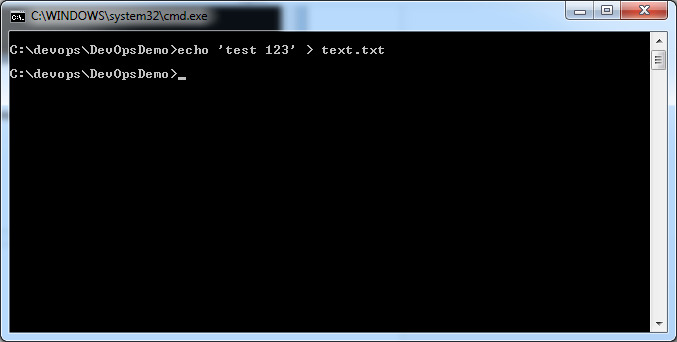 C:\WINDOWS\system32\cmd.exe
C:\devops\DevOpsDemo>echo 'test 123' > text.txt
C:\devops\DevOpsDemo>_